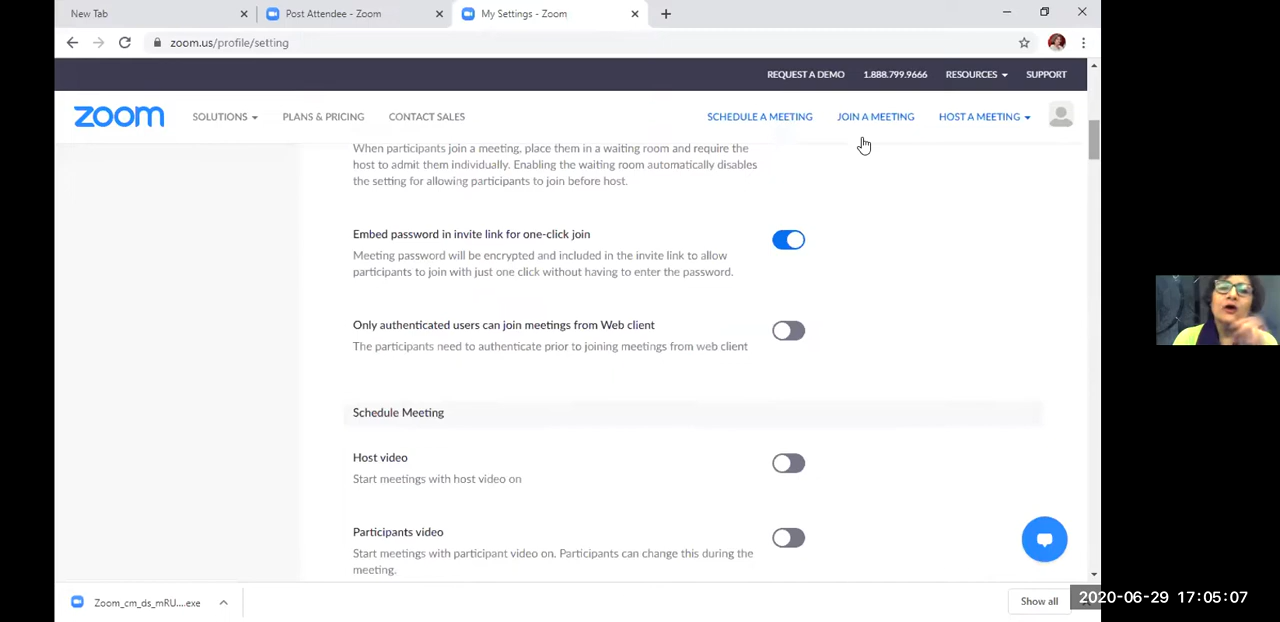 New Tab
Post Attendee - Zoom
My Settings - Zoom
zoom.us/profile/setting
REQUEST A DEMO 1.888.799.9666 RESOURCES SUPPORT
zoom SOLUTIONS PLANS & PRICING CONTACT SALES SCHEDULE A MEETING JOIN A MEETING HOST A MEETING
When participants join a meeting, place them in a waiting room and require the
host to admit them individually. Enabling the waiting room automatically disables
the setting for allowing participants to join before host.
Embed password in invite link for one-click join
Meeting password will be encrypted and included in the invite link to allow
participants to join with just one click without having to enter the password.
Only authenticated users can join meetings from Web client
The participants need to authenticate prior to joining meetings from web client
Schedule Meeting
Host video
Start meetings with host video on
Participants video
Start meetings with participant video on. Participants can change this during the
meeting.
Zoom_cm_ds_mRU....exe
Show all
2020-06-29 17:05:07